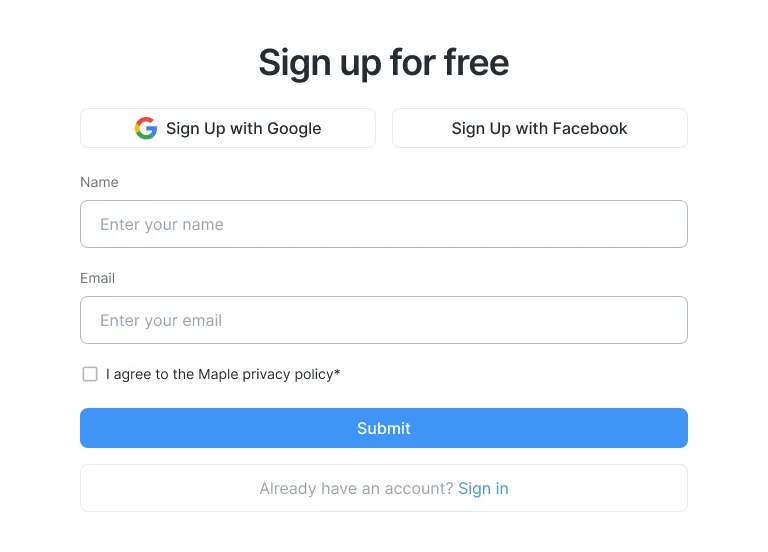 Sign up for free
Sign Up with Google
Sign Up with Facebook
Name
Enter your name
Email
Enter your email
I agree to the Maple privacy policy*
Submit
Already have an account? Sign in